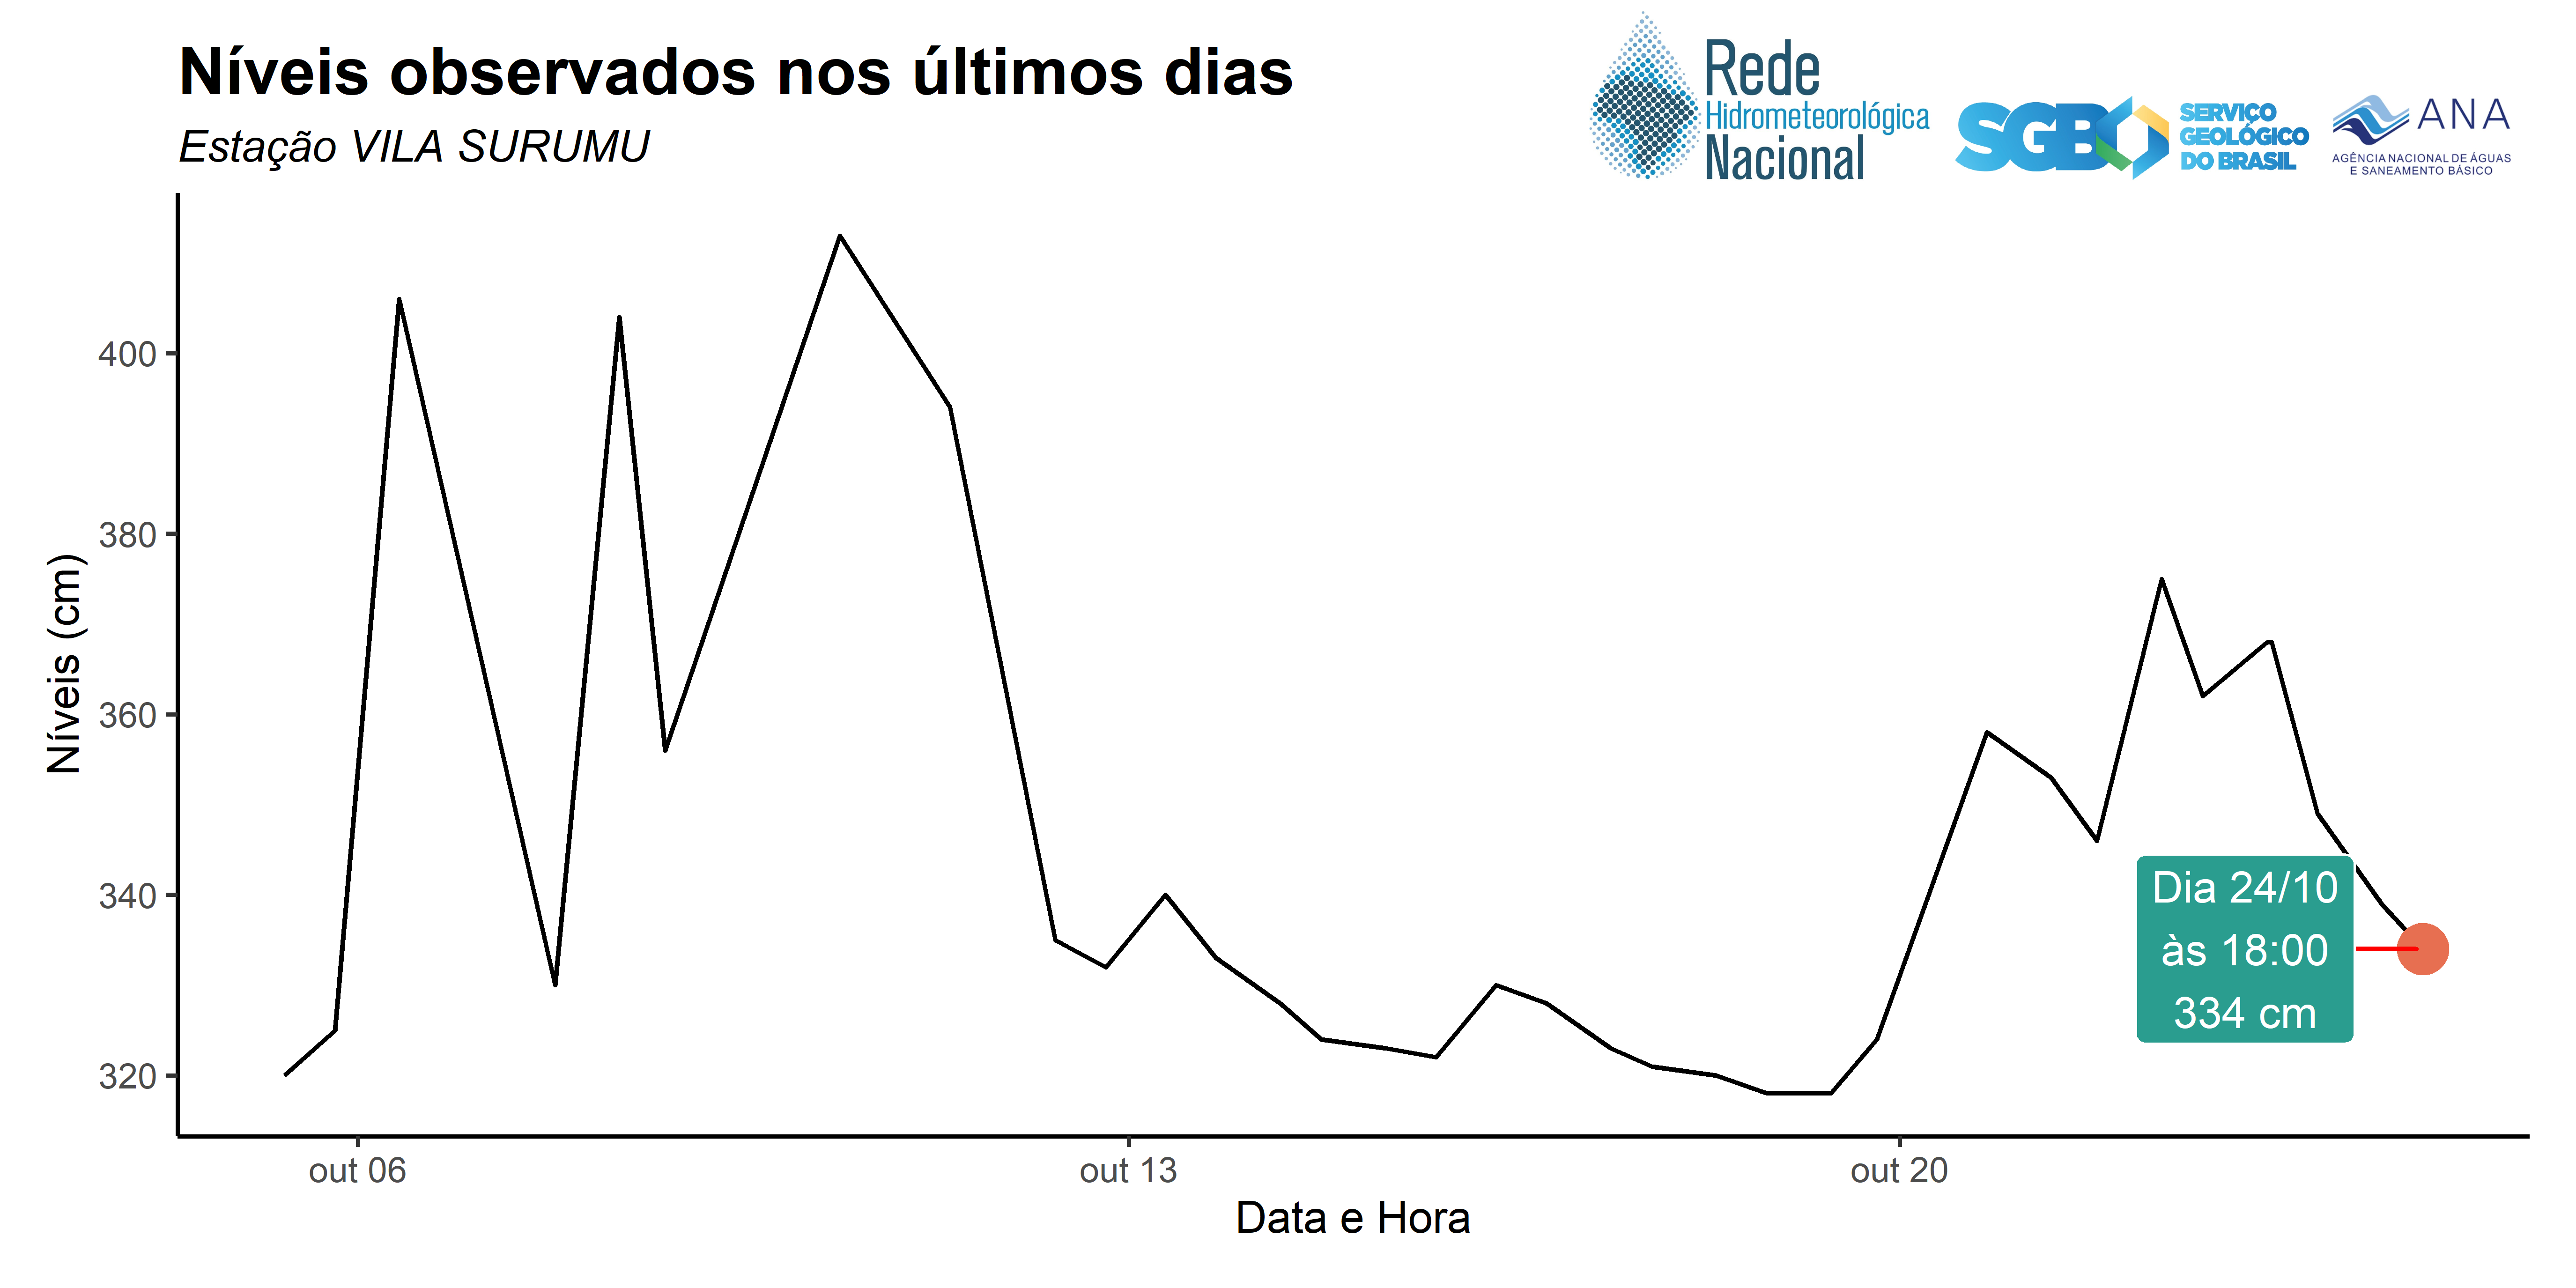 Níveis observados nos últimos dias
Estação VILA SURUMU
Rede
Hidrometeorológica
Nacional
SGB
SERVIÇO
GEOLÓGICO
DO BRASIL
ANA
AGÊNCIA NACIONAL DE ÁGUAS
E SANEAMENTO BÁSICO
Níveis (cm)
400
380
360
340
320
Dia 24/10
às 18:00
334 cm
out 06
out 13
out 20
Data e Hora